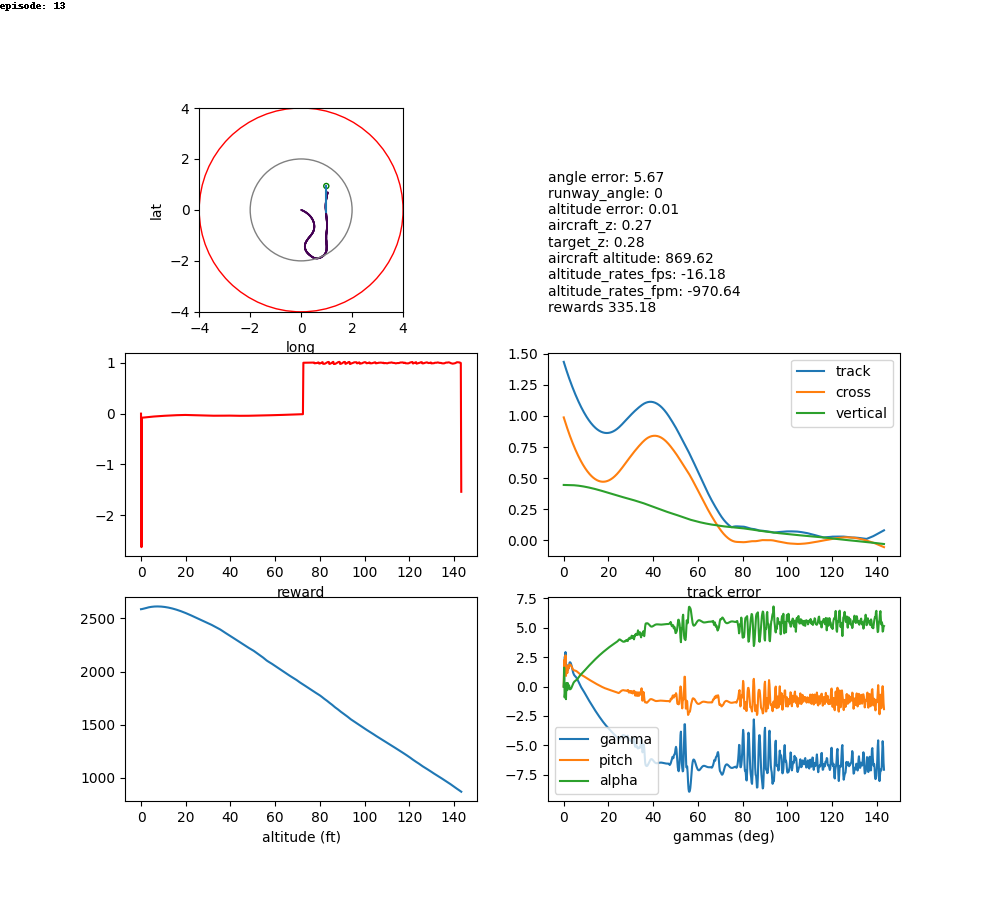 episode: 13
4
2
0
−2
−4
lat
−4 −2 0 2 4
long
angle error: 5.67
runway_angle: 0
altitude error: 0.01
aircraft_z: 0.27
target_z: 0.28
aircraft altitude: 869.62
altitude_rates_fps: -16.18
altitude_rates_fpm: -970.64
rewards 335.18
1
0
−1
−2
0 20 40 60 80 100 120 140
reward
1.50
1.25
1.00
0.75
0.50
0.25
0.00
track
cross
vertical
0 20 40 60 80 100 120 140
track error
2500
2000
1500
1000
0 20 40 60 80 100 120 140
altitude (ft)
7.5
5.0
2.5
0.0
−2.5
−5.0
−7.5
gamma
pitch
alpha
0 20 40 60 80 100 120 140
gammas (deg)